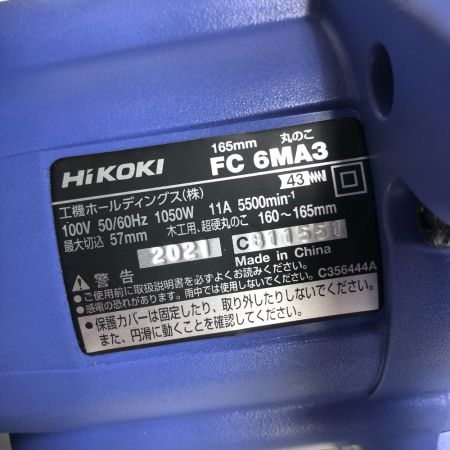 165mm 丸のこ
HiKOKI FC 6MA3
工機ホールディングス(株) 43
100V 50/60Hz 1050W 11A 5500min⁻¹
最大切込 57mm 木工用、超硬丸のこ 160～165mm
2021 C811551
Made in China
警告 C356444A
●ご使用前に取扱説明書を必ずよくお読みください。
●感電の恐れがあります。雨中では使用しないでください。
●保護カバーは固定したり、取り外したりしないでください。
また、円滑に動くことを確認してください。